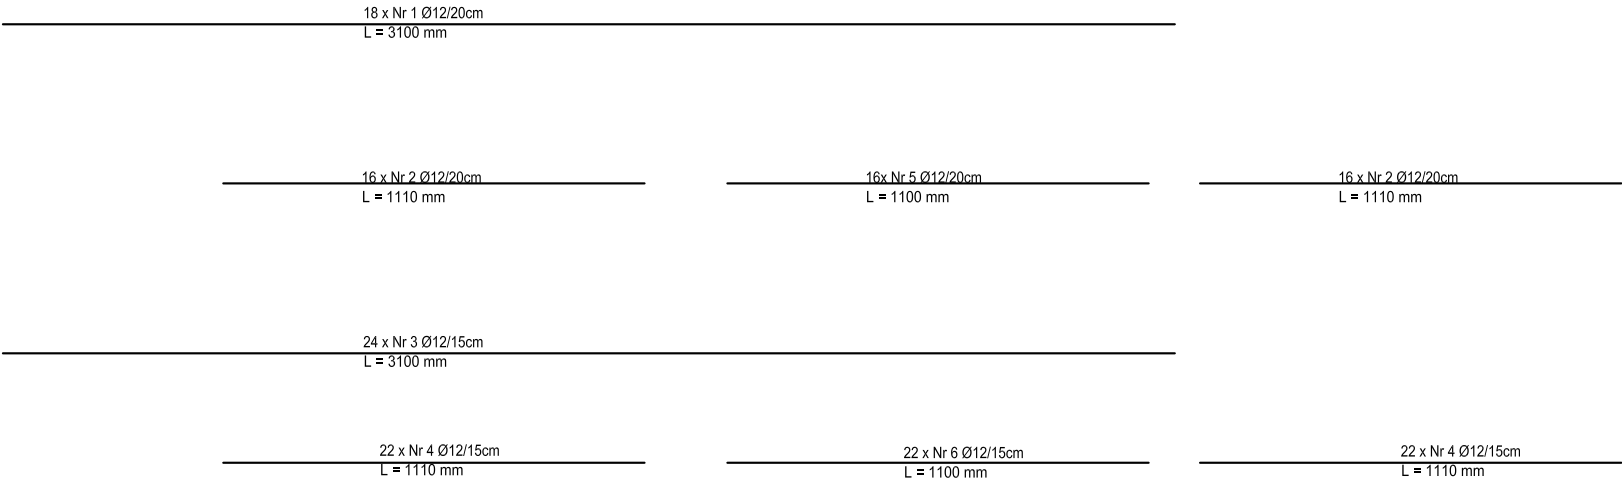 18 x Nr 1 Ø12/20cm
L = 3100 mm
16 x Nr 2 Ø12/20cm
L = 1110 mm
16x Nr 5 Ø12/20cm
L = 1100 mm
16 x Nr 2 Ø12/20cm
L = 1110 mm
24 x Nr 3 Ø12/15cm
L = 3100 mm
22 x Nr 4 Ø12/15cm
L = 1110 mm
22 x Nr 6 Ø12/15cm
L = 1100 mm
22 x Nr 4 Ø12/15cm
L = 1110 mm